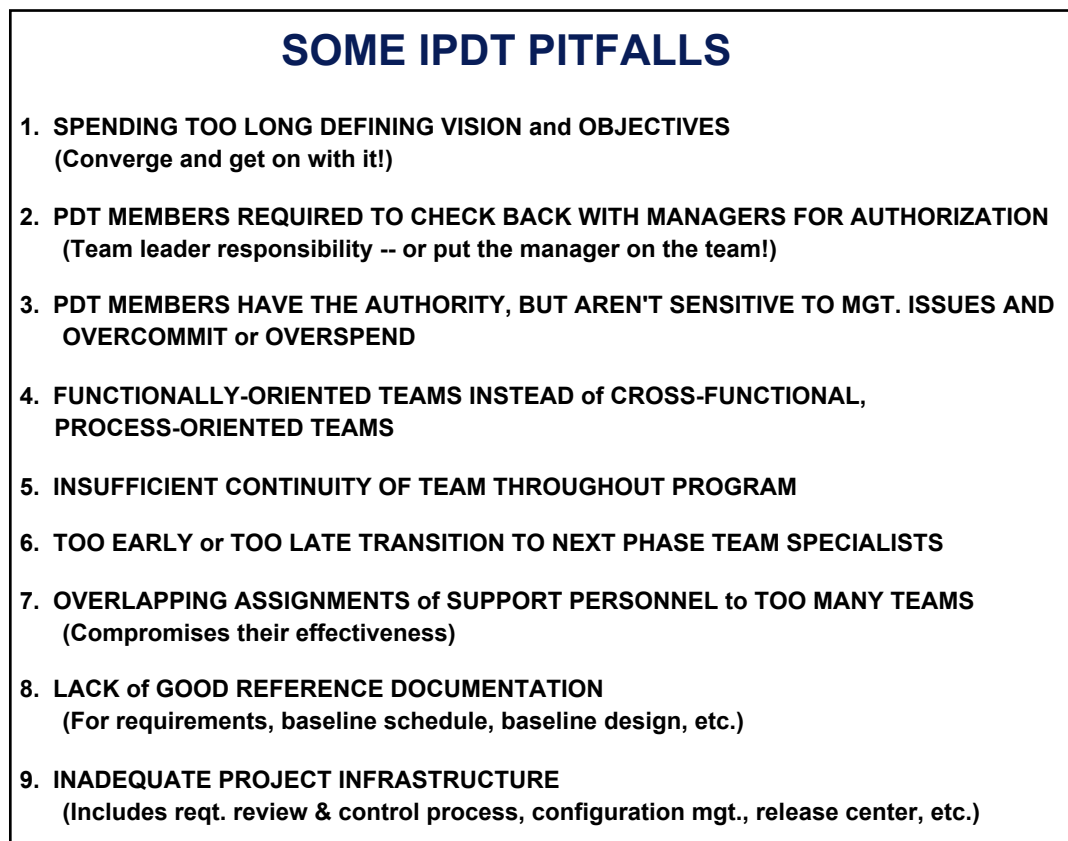 SOME IPDT PITFALLS
1. SPENDING TOO LONG DEFINING VISION and OBJECTIVES
(Converge and get on with it!)
2. PDT MEMBERS REQUIRED TO CHECK BACK WITH MANAGERS FOR AUTHORIZATION
(Team leader responsibility -- or put the manager on the team!)
3. PDT MEMBERS HAVE THE AUTHORITY, BUT AREN'T SENSITIVE TO MGT. ISSUES AND
OVERCOMMIT or OVERSPEND
4. FUNCTIONALLY-ORIENTED TEAMS INSTEAD of CROSS-FUNCTIONAL,
PROCESS-ORIENTED TEAMS
5. INSUFFICIENT CONTINUITY OF TEAM THROUGHOUT PROGRAM
6. TOO EARLY or TOO LATE TRANSITION TO NEXT PHASE TEAM SPECIALISTS
7. OVERLAPPING ASSIGNMENTS of SUPPORT PERSONNEL to TOO MANY TEAMS
(Compromises their effectiveness)
8. LACK of GOOD REFERENCE DOCUMENTATION
(For requirements, baseline schedule, baseline design, etc.)
9. INADEQUATE PROJECT INFRASTRUCTURE
(Includes reqt. review & control process, configuration mgt., release center, etc.)